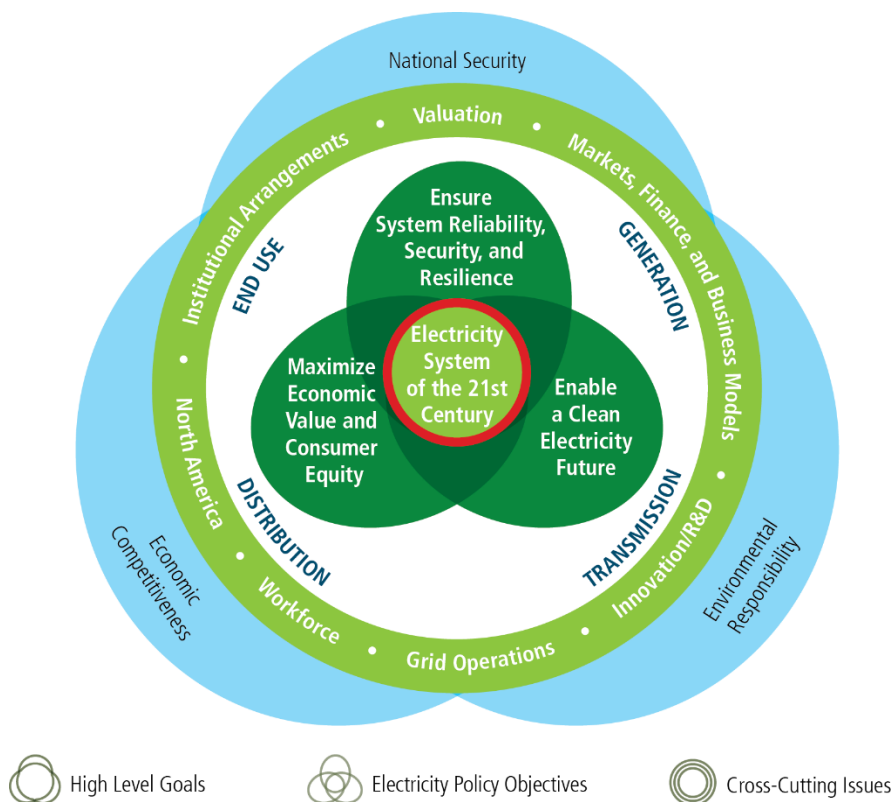 National Security
Institutional Arrangements • Valuation • Markets, Finance, and Business Models
Ensure
System Reliability,
Security, and
Resilience
END USE
GENERATION
Electricity
System
of the 21st
Century
Maximize
Economic
Value and
Consumer
Equity
Enable
a Clean
Electricity
Future
DISTRIBUTION
TRANSMISSION
North America • Workforce • Grid Operations • Innovation/R&D
Economic
Competitiveness
Environmental
Responsibility
High Level Goals
Electricity Policy Objectives
Cross-Cutting Issues